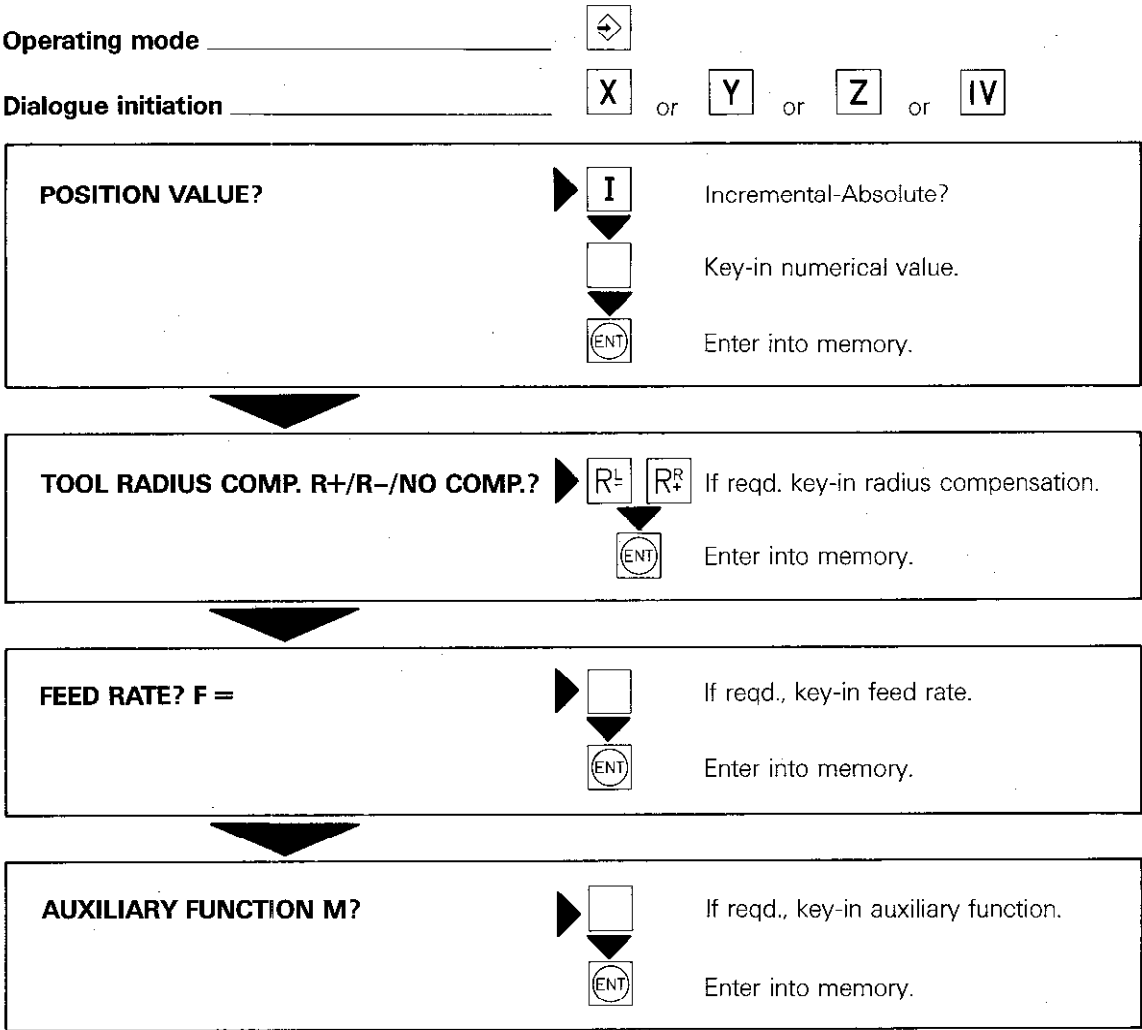 Operating mode
Dialogue initiation X or Y or Z or IV
POSITION VALUE? I Incremental-Absolute?
Key-in numerical value.
ENT Enter into memory.
TOOL RADIUS COMP. R+/R–/NO COMP.? R L – R R + If reqd. key-in radius compensation.
ENT Enter into memory.
FEED RATE? F = If reqd., key-in feed rate.
ENT Enter into memory.
AUXILIARY FUNCTION M? If reqd., key-in auxiliary function.
ENT Enter into memory.